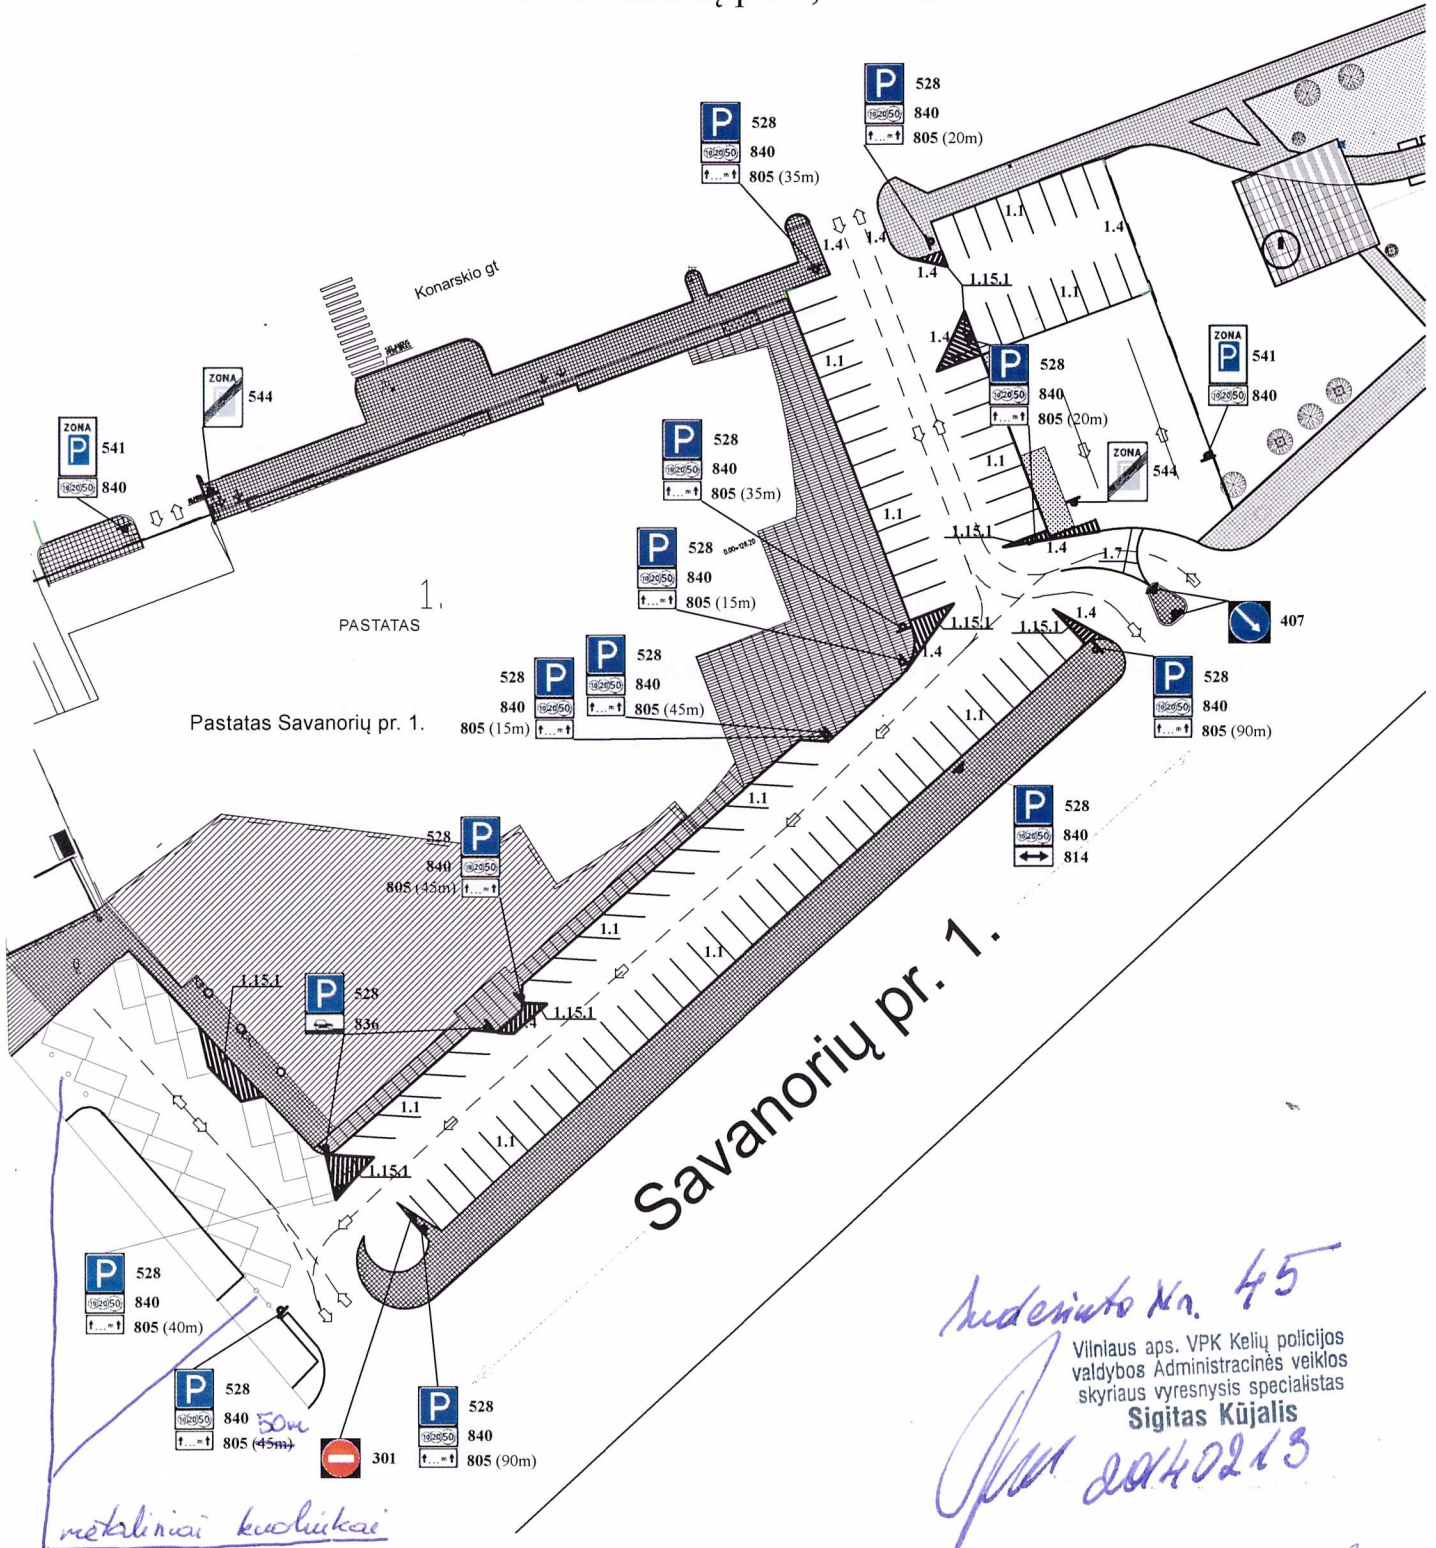 P 528
840
805 (20m)
P 528
840
805 (35m)
1.1
1.4
1.4
1.4
1.4
1.15.1
1.1
Konarskio gt
1.4
1.1
P 528
840
805 (20m)
ZONA
P 541
840
ZONA
544
ZONA
P 541
840
P 528
840
805 (35m)
1.1
ZONA
544
1.1
1.15.1
1.4
1.7
P 528
840
805 (15m)
0.00=126.20
1.
PASTATAS
407
1.15.1
1.4
1.15.1
1.4
P 528
840
805 (45m)
528 P
840
805 (15m)
P 528
840
805 (90m)
Pastatas Savanorių pr. 1.
1.1
1.1
P 528
840
814
528 P
840
805 (45m)
1.1
1.1
Savanorių pr. 1.
1.15.1
P 528
836
1.15.1
1.4
1.1
1.1
1.15.1
P 528
840
805 (40m)
P 528
840 50m
805 (45m)
301
P 528
840
805 (90m)
metaliniai kuoliukai
Suderinta Nr. 45
Vilniaus aps. VPK Kelių policijos
valdybos Administracinės veiklos
skyriaus vyresnysis specialistas
Sigitas Kūjalis
20140213